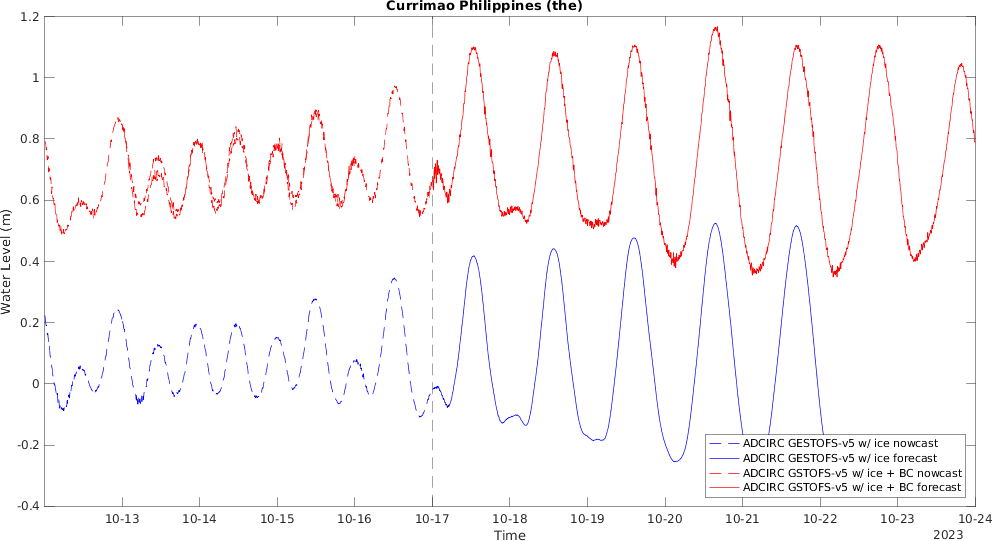 Currimao Philippines (the)
1.2
1
0.8
0.6
0.4
0.2
0
-0.2
-0.4
Water Level (m)
ADCIRC GESTOFS-v5 w/ ice nowcast
ADCIRC GESTOFS-v5 w/ ice forecast
ADCIRC GSTOFS-v5 w/ ice + BC nowcast
ADCIRC GSTOFS-v5 w/ ice + BC forecast
10-13 10-14 10-15 10-16 10-17 10-18 10-19 10-20 10-21 10-22 10-23 10-24
Time
2023